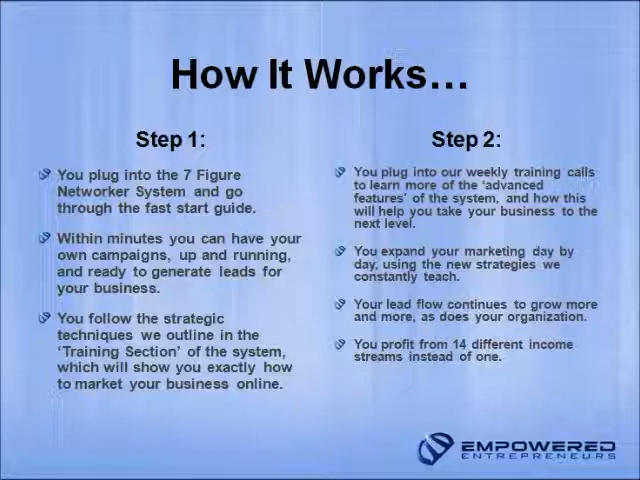 How It Works…
Step 1:
You plug into the 7 Figure
Networker System and go
through the fast start guide.
Within minutes you can have your
own campaigns, up and running,
and ready to generate leads for
your business.
You follow the strategic
techniques we outline in the
‘Training Section’ of the system,
which will show you exactly how
to market your business online.
Step 2:
You plug into our weekly training calls
to learn more of the ‘advanced
features’ of the system, and how this
will help you take your business to the
next level.
You expand your marketing day by
day, using the new strategies we
constantly teach.
Your lead flow continues to grow more
and more, as does your organization.
You profit from 14 different income
streams instead of one.
EMPOWERED
ENTREPRENEURS